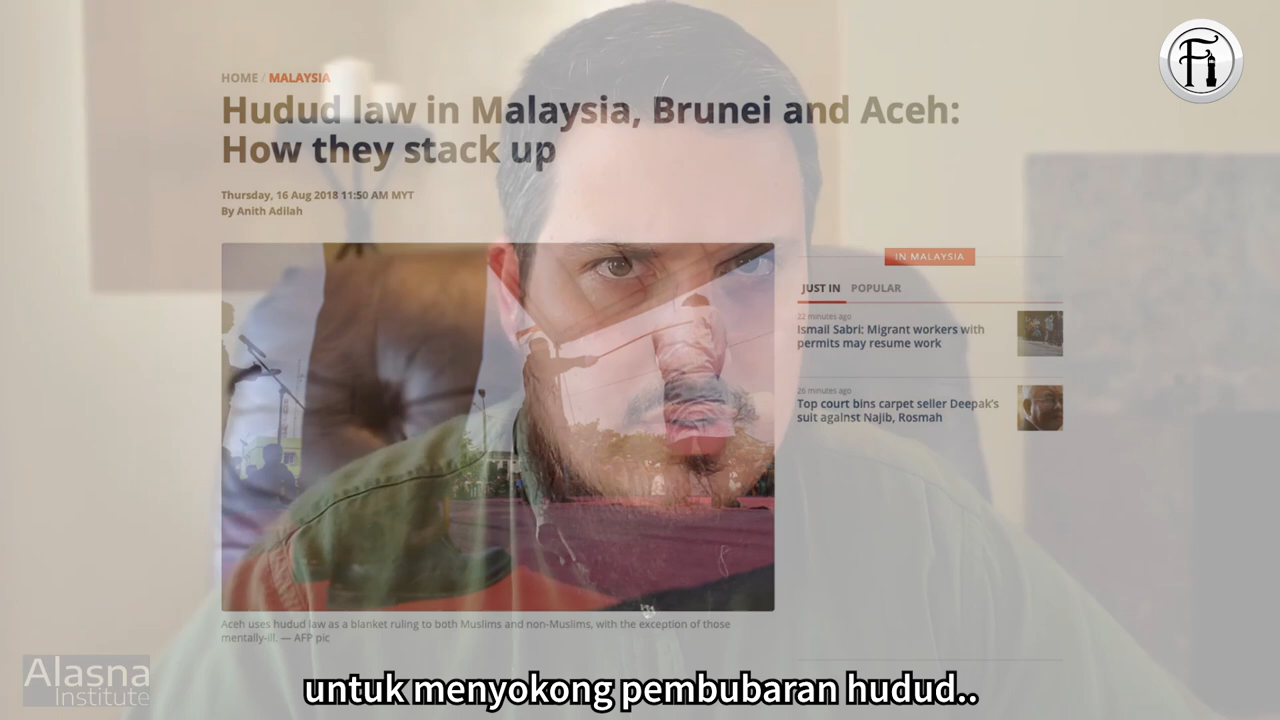 Fi
HOME / MALAYSIA
Hudud law in Malaysia, Brunei and Aceh:
How they stack up
Thursday, 16 Aug 2018 11:50 AM MYT
By Anith Adilah
IN MALAYSIA
JUST IN POPULAR
22 minutes ago
Ismail Sabri: Migrant workers with
permits may resume work
26 minutes ago
Top court bins carpet seller Deepak's
suit against Najib, Rosmah
Aceh uses hudud law as a blanket ruling to both Muslims and non-Muslims, with the exception of those
mentally-ill. — AFP pic
Alasna
Institute
untuk menyokong pembubaran hudud..